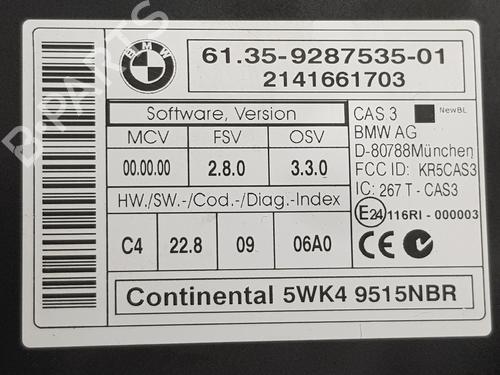 BMW
61.35-9287535-01
2141661703
Software, Version
MCV FSV OSV
00.00.00 2.8.0 3.3.0
HW./SW.-/Cod.-/Diag.-Index
C4 22.8 09 06A0
CAS 3 NewBL
BMW AG
D-80788München
FCC ID: KR5CAS3
IC: 267 T - CAS3
E24 116RI - 000003
CE
Continental 5WK4 9515NBR
B-PARTS